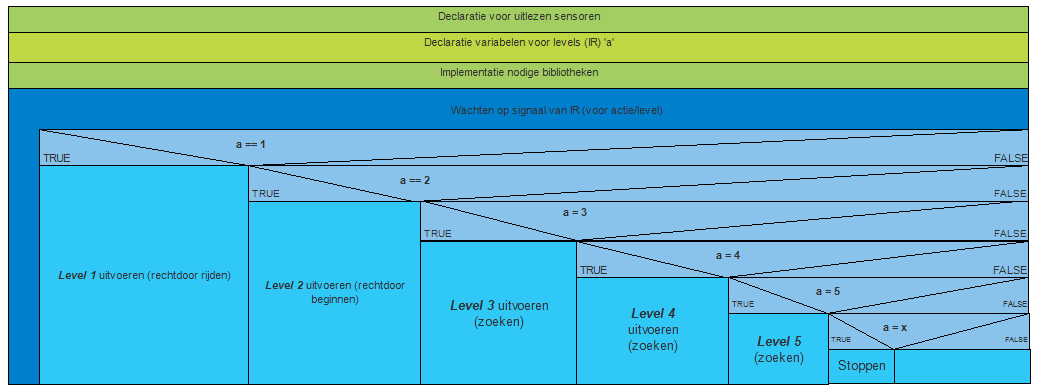 Declaratie voor uitlezen sensoren
Declaratie variabelen voor levels (IR) 'a'
Implementatie nodige bibliotheken
Wachten op signaal van IR (voor actie/level)
a == 1
TRUE
FALSE
a == 2
TRUE
FALSE
a = 3
TRUE
FALSE
a = 4
TRUE
FALSE
a = 5
TRUE
FALSE
a = x
TRUE
FALSE
Level 1 uitvoeren (rechtdoor rijden)
Level 2 uitvoeren (rechtdoor
beginnen)
Level 3 uitvoeren
(zoeken)
Level 4
uitvoeren
(zoeken)
Level 5
(zoeken)
Stoppen